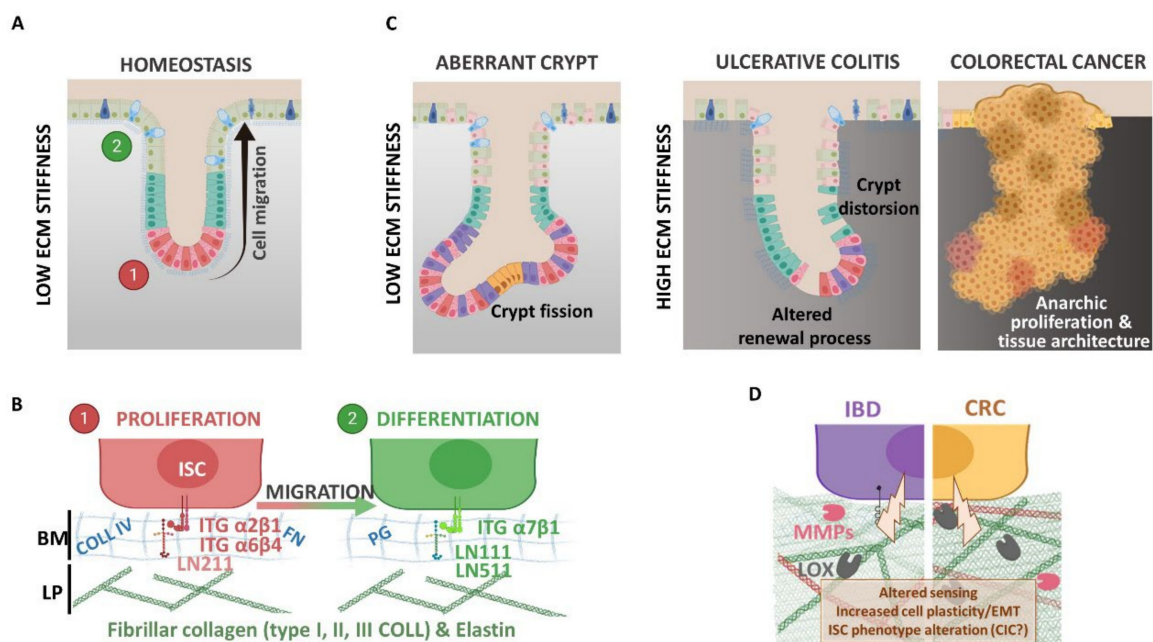 A
HOMEOSTASIS
LOW ECM STIFFNESS
2
1
Cell migration
C
ABERRANT CRYPT
LOW ECM STIFFNESS
Crypt fission
ULCERATIVE COLITIS
HIGH ECM STIFFNESS
Crypt
distorsion
Altered
renewal process
COLORECTAL CANCER
Anarchic
proliferation &
tissue architecture
B
1 PROLIFERATION
ISC
MIGRATION
2 DIFFERENTIATION
BM
COLL IV
ITG α2β1
ITG α6β4
LN211
FN
PG
ITG α7β1
LN111
LN511
LP
Fibrillar collagen (type I, II, III COLL) & Elastin
D
IBD
CRC
MMPs
LOX
Altered sensing
Increased cell plasticity/EMT
ISC phenotype alteration (CIC?)